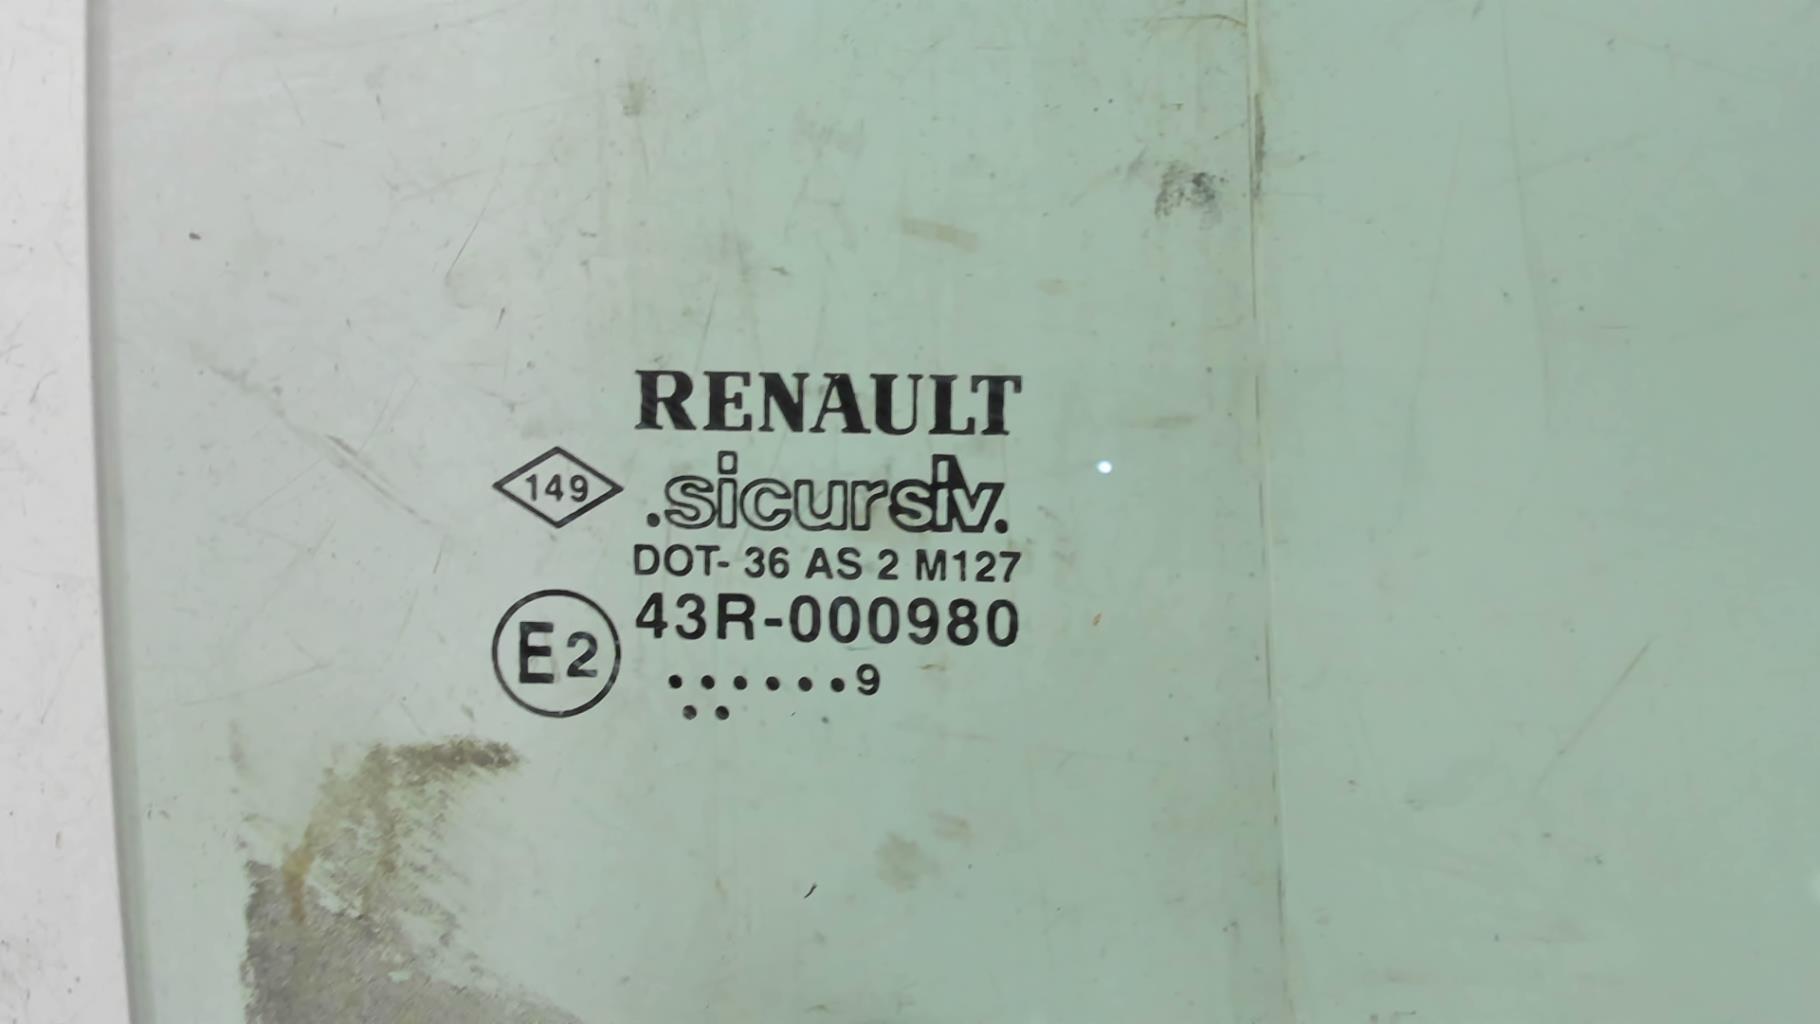 RENAULT
149
.sicursiv.
DOT- 36 AS 2 M127
43R-000980
E2
......9
..